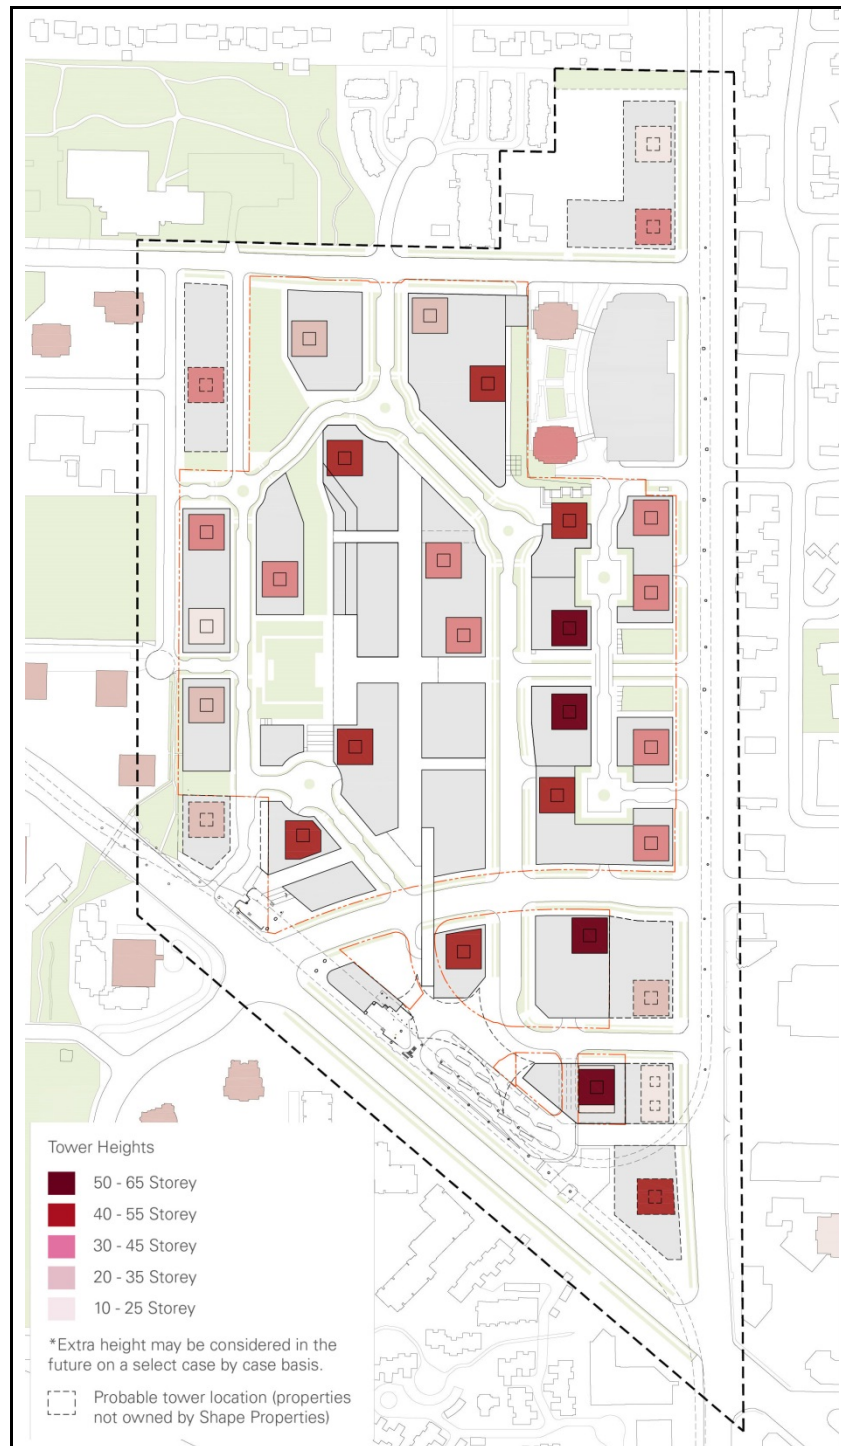 Tower Heights
50 - 65 Storey
40 - 55 Storey
30 - 45 Storey
20 - 35 Storey
10 - 25 Storey
*Extra height may be considered in the
future on a select case by case basis.
Probable tower location (properties
not owned by Shape Properties)